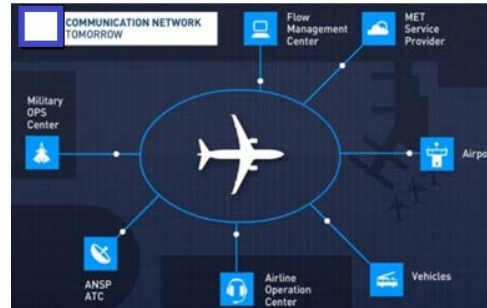 COMMUNICATION NETWORK
TOMORROW
Flow
Management
Center
MET
Service
Provider
Military
OPS
Center
Airpo
ANSP
ATC
Airline
Operation
Center
Vehicles